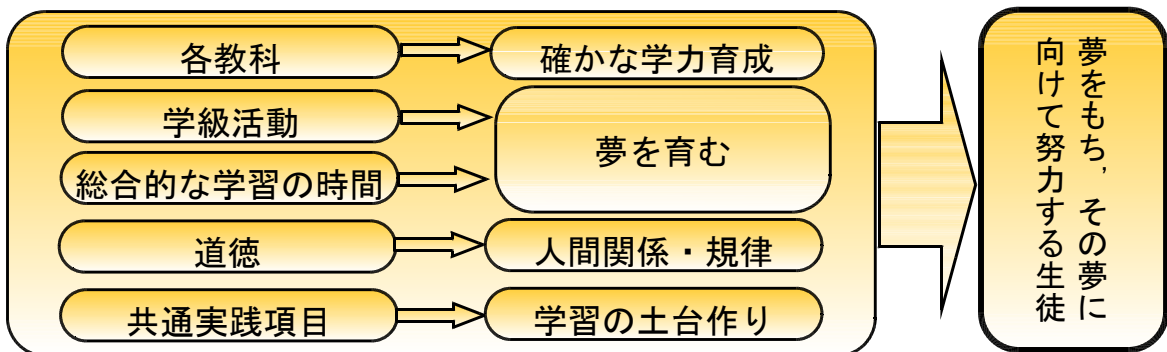 各教科
確かな学力育成
学級活動
夢を育む
総合的な学習の時間
道徳
人間関係・規律
共通実践項目
学習の土台作り
夢をもち，その夢に
向けて努力する生徒